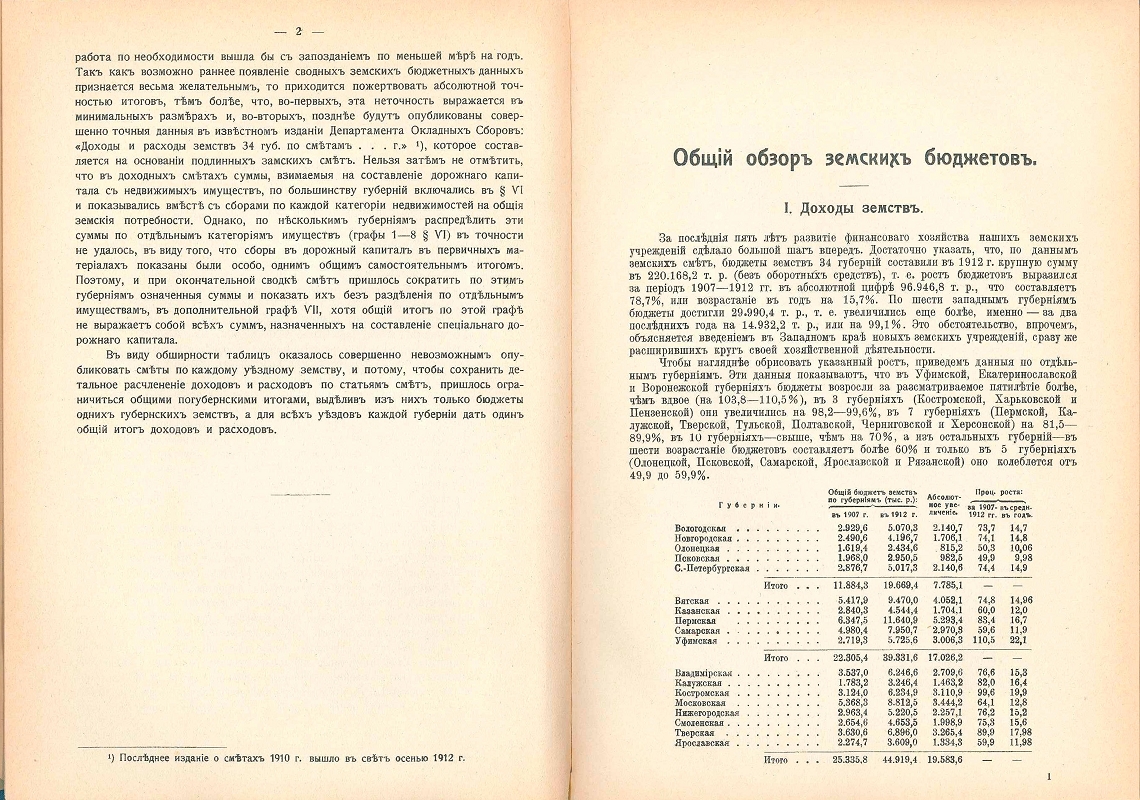 — 2 —
работа по необходимости вышла бы съ запозданіемъ по меньшей мѣрѣ на годъ.
Такъ какъ возможно раннее появленіе сводныхъ земскихъ бюджетныхъ данныхъ
признается весьма желательнымъ, то приходится пожертвовать абсолютной точ-
ностью итоговъ, тѣмъ болѣе, что, во-первыхъ, эта неточность выражается въ
минимальныхъ размѣрахъ и, во-вторыхъ, позднѣе будутъ опубликованы совер-
шенно точныя данныя въ извѣстномъ изданіи Департамента Окладныхъ Сборовъ:
«Доходы и расходы земствъ 34 губ. по смѣтамъ . . . г.» ¹), которое состав-
ляется на основаніи подлинныхъ замскихъ смѣтъ. Нельзя затѣмъ не отмѣтить,
что въ доходныхъ смѣтахъ суммы, взимаемыя на составленіе дорожнаго капи-
тала съ недвижимыхъ имуществъ, по большинству губерній включались въ § VI
и показывались вмѣстѣ съ сборами по каждой категоріи недвижимостей на общія
земскія потребности. Однако, по нѣсколькимъ губерніямъ распредѣлить эти
суммы по отдѣльнымъ категоріямъ имуществъ (графы 1—8 § VI) въ точности
не удалось, въ виду того, что сборы въ дорожный капиталъ въ первичныхъ ма-
теріалахъ показаны были особо, однимъ общимъ самостоятельнымъ итогомъ.
Поэтому, и при окончательной сводкѣ смѣтъ пришлось сократить по этимъ
губерніямъ означенныя суммы и показать ихъ безъ раздѣленія по отдѣльнымъ
имуществамъ, въ дополнительной графѣ VII, хотя общій итогъ по этой графѣ
не выражаетъ собой всѣхъ суммъ, назначенныхъ на составленіе спеціальнаго до-
рожнаго капитала.
Въ виду обширности таблицъ оказалось совершенно невозможнымъ опу-
бликовать смѣты по каждому уѣздному земству, и потому, чтобы сохранить де-
тальное расчлененіе доходовъ и расходовъ по статьямъ смѣтъ, пришлось огра-
ничиться общими погубернскими итогами, выдѣливъ изъ нихъ только бюджеты
однихъ губернскихъ земствъ, а для всѣхъ уѣздовъ каждой губерніи дать одинъ
общій итогъ доходовъ и расходовъ.
¹) Послѣднее изданіе о смѣтахъ 1910 г. вышло въ свѣтъ осенью 1912 г.
Общій обзоръ земскихъ бюджетовъ.
I. Доходы земствъ.
За послѣднія пять лѣтъ развитіе финансоваго хозяйства нашихъ земскихъ
учрежденій сдѣлало большой шагъ впередъ. Достаточно указать, что, по даннымъ
земскихъ смѣтъ, бюджеты земствъ 34 губерній составили въ 1912 г. крупную сумму
въ 220.168,2 т. р. (безъ оборотныхъ средствъ), т. е. ростъ бюджетовъ выразился
за періодъ 1907—1912 гг. въ абсолютной цифрѣ 96.946,8 т. р., что составляетъ
78,7%, или возрастаніе въ годъ на 15,7%. По шести западнымъ губерніямъ
бюджеты достигли 29.990,4 т. р., т. е. увеличились еще болѣе, именно — за два
послѣднихъ года на 14.932,2 т. р., или на 99,1%. Это обстоятельство, впрочемъ,
объясняется введеніемъ въ Западномъ краѣ новыхъ земскихъ учрежденій, сразу же
расширившихъ кругъ своей хозяйственной дѣятельности.
Чтобы нагляднѣе обрисовать указанный ростъ, приведемъ данныя по отдѣль-
нымъ губерніямъ. Эти данныя показываютъ, что въ Уфимской, Екатеринославской
и Воронежской губерніяхъ бюджеты возросли за разсматриваемое пятилѣтіе болѣе,
чѣмъ вдвое (на 103,8—110,5%), въ 3 губерніяхъ (Костромской, Харьковской и
Пензенской) они увеличились на 98,2—99,6%, въ 7 губерніяхъ (Пермской, Ка-
лужской, Тверской, Тульской, Полтавской, Черниговской и Херсонской) на 81,5—
89,9%, въ 10 губерніяхъ—свыше, чѣмъ на 70%, а изъ остальныхъ губерній—въ
шести возрастаніе бюджетовъ составляетъ болѣе 60% и только въ 5 губерніяхъ
(Олонецкой, Псковской, Самарской, Ярославской и Рязанской) оно колеблется отъ
49,9 до 59,9%.
Губерніи. Общій бюджетъ земствъ по губерніямъ (тыс. р.): Абсолют-ное уве-личеніе. Проц. роста:
въ 1907 г. въ 1912 г. за 1907-1912 гг. въ средн. въ годъ.
Вологодская . . . . . . . . . 2.929,6 5.070,3 2.140,7 73,7 14,7
Новгородская . . . . . . . . . 2.490,6 4.196,7 1.706,1 74,1 14,8
Олонецкая . . . . . . . . . . 1.619,4 2.434,6 815,2 50,3 10,06
Псковская . . . . . . . . . . 1.968,0 2.950,5 982,5 49,9 9,98
С.-Петербургская . . . . . . . 2.876,7 5.017,3 2.140,6 74,4 14,9
Итого . . . 11.884,3 19.669,4 7.785,1 — —
Вятская . . . . . . . . . . . 5.417,9 9.470,0 4.052,1 74,8 14,96
Казанская . . . . . . . . . . 2.840,3 4.544,4 1.704.1 60,0 12,0
Пермская . . . . . . . . . . 6.347,5 11.640,9 5.293,4 83,4 16,7
Самарская . . . . . . . . . . 4.980,4 7.950,7 2.970,3 59,6 11,9
Уфимская . . . . . . . . . . 2.719,3 5.725,6 3.006,3 110,5 22,1
Итого . . . 22.305,4 39.331,6 17.026,2 — —
Владимірская . . . . . . . . . 3.537,0 6.246,6 2.709,6 76,6 15,3
Калужская . . . . . . . . . . 1.783,2 3.246,4 1.463,2 82,0 16,4
Костромская . . . . . . . . . 3.124,0 6.234,9 3.110,9 99,6 19,9
Московская . . . . . . . . . . 5.368,3 8.812,5 3.444,2 64,1 12,8
Нижегородская . . . . . . . . 2.963,4 5.220,5 2.257,1 76,2 15,2
Смоленская . . . . . . . . . . 2.654,6 4.653,5 1.998,9 75,3 15,6
Тверская . . . . . . . . . . 3.630,6 6.896,0 3.265,4 89,9 17,98
Ярославская . . . . . . . . . 2.274,7 3.609,0 1.334,3 59,9 11,98
Итого . . . 25.335,8 44.919,4 19.583,6 — —
1